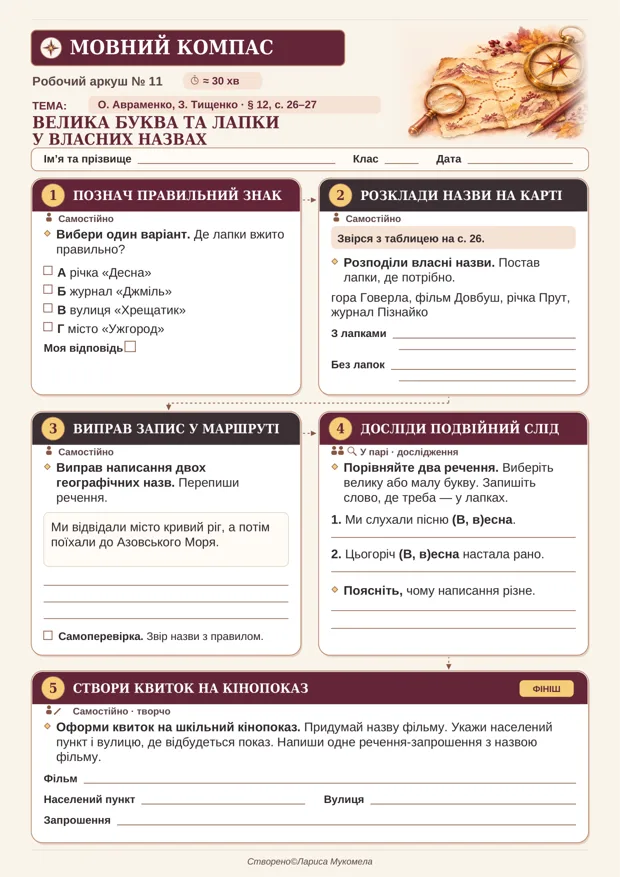 МОВНИЙ КОМПАС
Робочий аркуш № 11
≈ 30 хв
ТЕМА:
О. Авраменко, З. Тищенко · § 12, с. 26–27
ВЕЛИКА БУКВА ТА ЛАПКИ
У ВЛАСНИХ НАЗВАХ
Ім’я та прізвище
Клас
Дата
1 ПОЗНАЧ ПРАВИЛЬНИЙ ЗНАК
Самостійно
Вибери один варіант. Де лапки вжито
правильно?
А річка «Десна»
Б журнал «Джміль»
В вулиця «Хрещатик»
Г місто «Ужгород»
Моя відповідь
2 РОЗКЛАДИ НАЗВИ НА КАРТІ
Самостійно
Звірся з таблицею на с. 26.
Розподіли власні назви. Постав
лапки, де потрібно.
гора Говерла, фільм Довбуш, річка Прут,
журнал Пізнайко
З лапками
Без лапок
3 ВИПРАВ ЗАПИС У МАРШРУТІ
Самостійно
Виправ написання двох
географічних назв. Перепиши
речення.
Ми відвідали місто кривий ріг, а потім
поїхали до Азовського Моря.
Самоперевірка. Звір назви з правилом.
4 ДОСЛІДИ ПОДВІЙНИЙ СЛІД
У парі · дослідження
Порівняйте два речення. Виберіть
велику або малу букву. Запишіть
слово, де треба — у лапках.
1. Ми слухали пісню (В, в)есна.
2. Цьогоріч (В, в)есна настала рано.
Поясніть, чому написання різне.
5 СТВОРИ КВИТОК НА КІНОПОКАЗ
ФІНІШ
Самостійно · творчо
Оформи квиток на шкільний кінопоказ. Придумай назву фільму. Укажи населений
пункт і вулицю, де відбудеться показ. Напиши одне речення-запрошення з назвою
фільму.
Фільм
Населений пункт
Вулиця
Запрошення
Створено©Лариса Мукомела